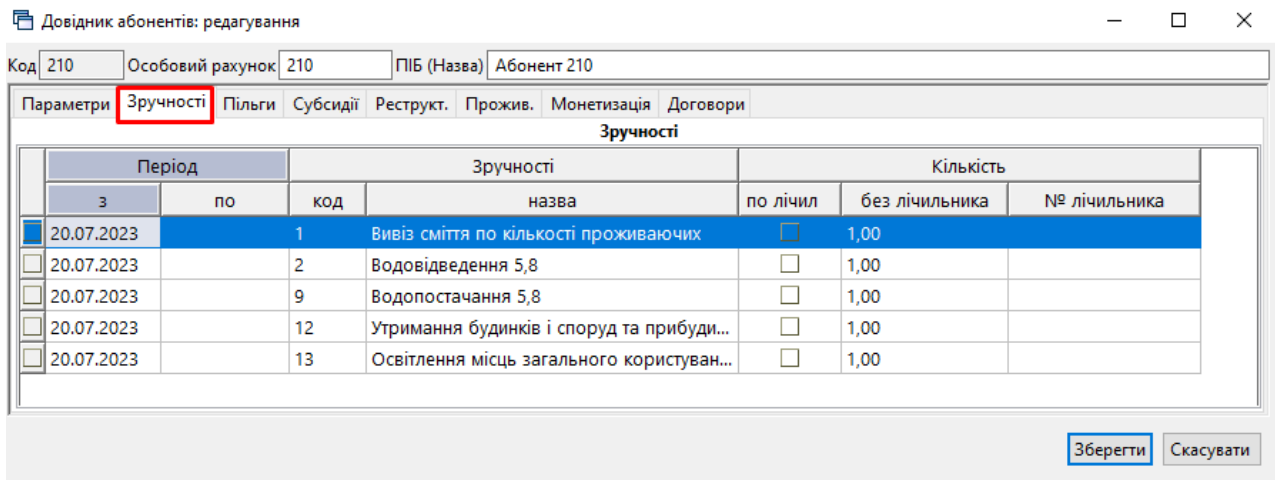 Довідник абонентів: редагування
Код 210 Особовий рахунок 210 ПІБ (Назва) Абонент 210
Параметри Зручності Пільги Субсидії Реструкт. Прожив. Монетизація Договори
Зручності
Період Зручності Кількість
з по код назва по лічил без лічильника № лічильника
20.07.2023 1 Вивіз сміття по кількості проживаючих 1,00
20.07.2023 2 Водовідведення 5,8 1,00
20.07.2023 9 Водопостачання 5,8 1,00
20.07.2023 12 Утримання будинків і споруд та прибуди... 1,00
20.07.2023 13 Освітлення місць загального користуван... 1,00
Зберегти Скасувати